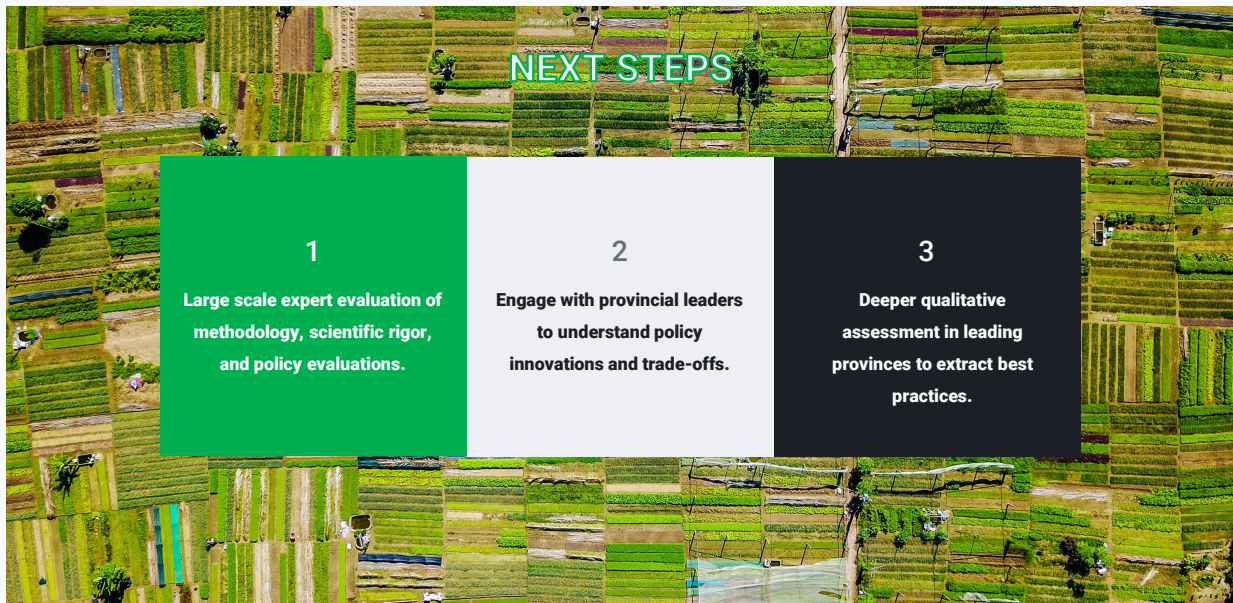 NEXT STEPS
1
Large scale expert evaluation of
methodology, scientific rigor,
and policy evaluations.
2
Engage with provincial leaders
to understand policy
innovations and trade-offs.
3
Deeper qualitative
assessment in leading
provinces to extract best
practices.